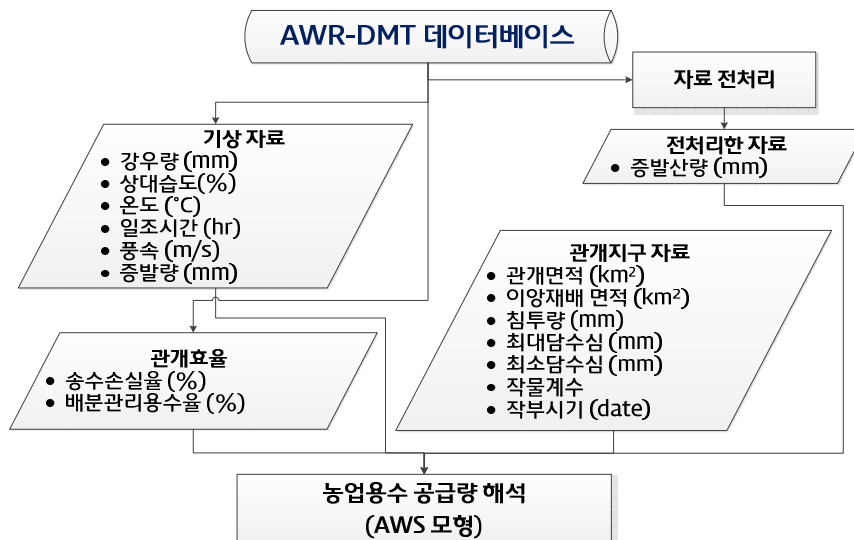 AWR-DMT 데이터베이스
자료 전처리
기상 자료
• 강우량 (mm)
• 상대습도(%)
• 온도 (°C)
• 일조시간 (hr)
• 풍속 (m/s)
• 증발량 (mm)
전처리한 자료
• 증발산량 (mm)
관개지구 자료
• 관개면적 (km²)
• 이앙재배 면적 (km²)
• 침투량 (mm)
• 최대담수심 (mm)
• 최소담수심 (mm)
• 작물계수
• 작부시기 (date)
관개효율
• 송수손실율 (%)
• 배분관리용수율 (%)
농업용수 공급량 해석
(AWS 모형)